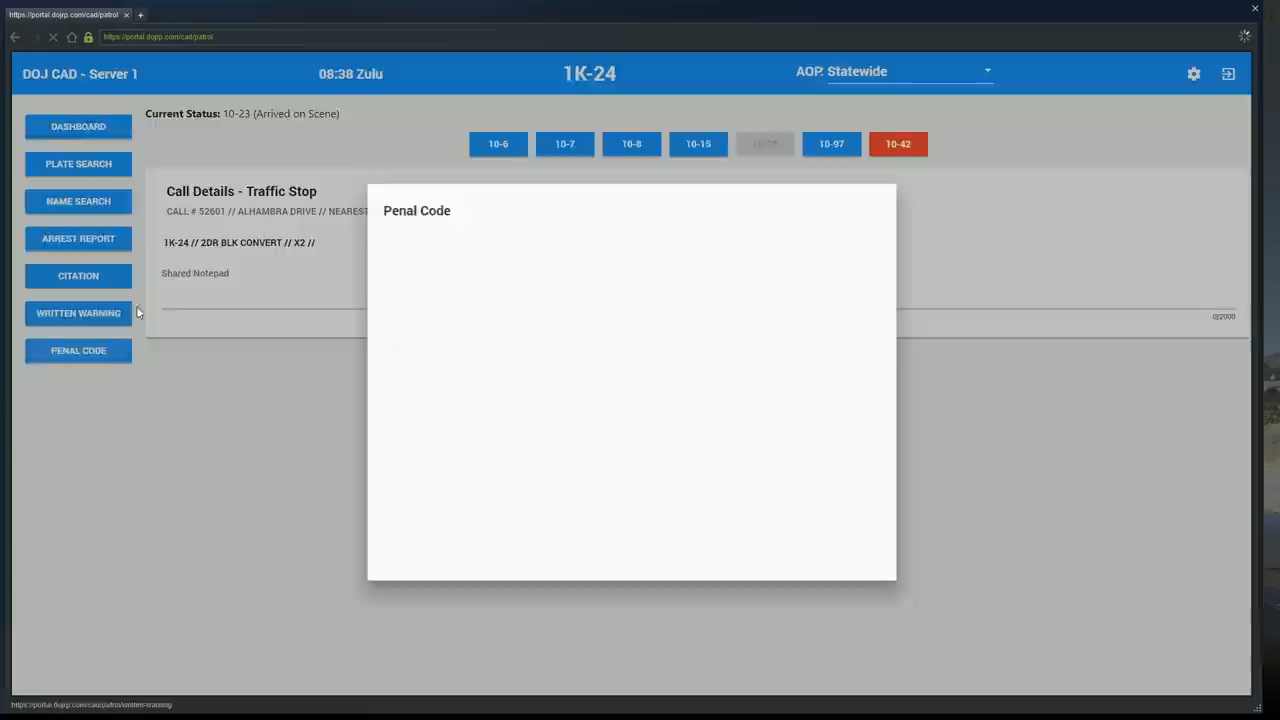 https://portal.dojrp.com/cad/patrol
https://portal.dojrp.com/cad/patrol
DOJ CAD - Server 1
08:38 Zulu
1K-24
AOP: Statewide
Current Status: 10-23 (Arrived on Scene)
DASHBOARD
10-6
10-7
10-8
10-15
10-97
10-42
PLATE SEARCH
NAME SEARCH
ARREST REPORT
CITATION
WRITTEN WARNING
PENAL CODE
Call Details - Traffic Stop
CALL # 52601 // ALHAMBRA DRIVE // NEAREST
1K-24 // 2DR BLK CONVERT // X2 //
Shared Notepad
0/2000
Penal Code
https://portal.dojrp.com/cad/patrol/written-warning